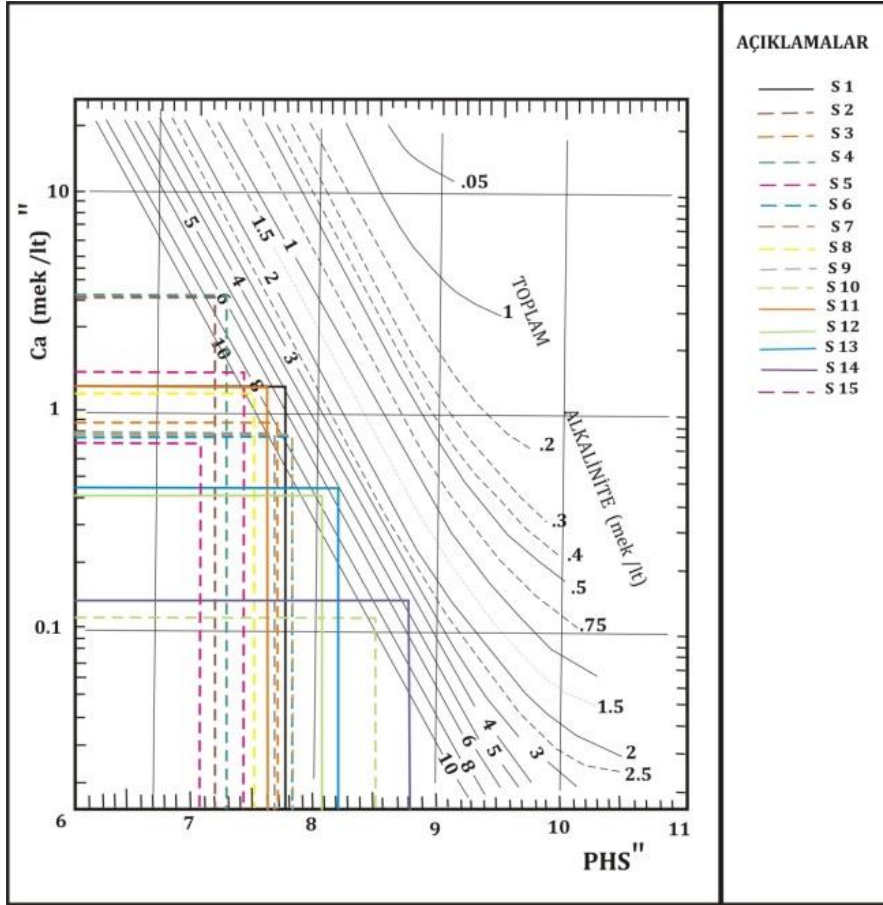 AÇIKLAMALAR
S 1
S 2
S 3
S 4
S 5
S 6
S 7
S 8
S 9
S 10
S 11
S 12
S 13
S 14
S 15
Ca (mek /lt)"
10
1
0.1
6
7
8
9
10
11
PHS"
.05
1
.2
.3
.4
.5
.75
1.5
2
2.5
3
4
5
6
8
10
5
4
6
10
8
1.5
1
2
3
TOPLAM
ALKALİNİTE (mek /lt)